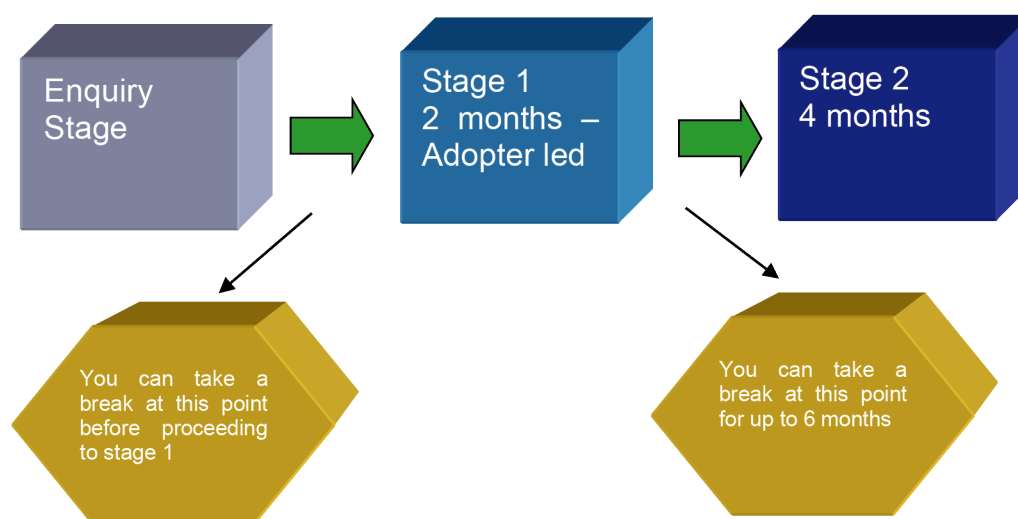 Enquiry
Stage
Stage 1
2 months –
Adopter led
Stage 2
4 months
You can take a
break at this point
before proceeding
to stage 1
You can take a
break at this point
for up to 6 months